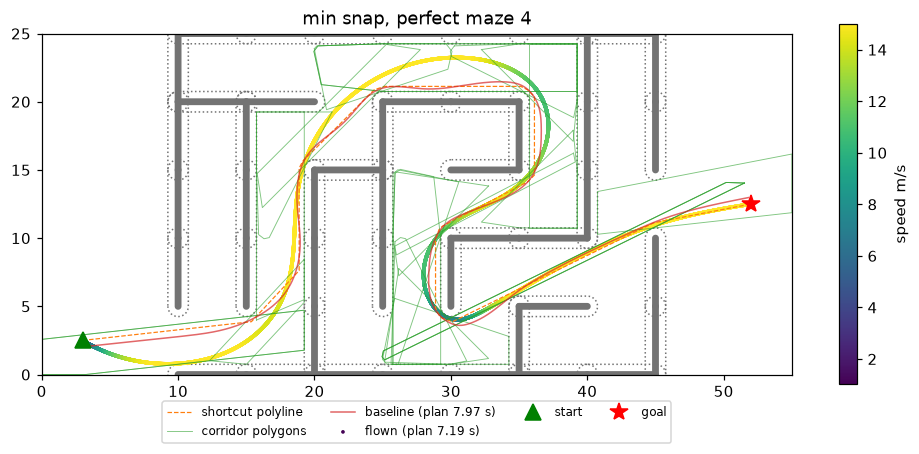 min snap, perfect maze 4
25
20
15
10
5
0
0 10 20 30 40 50
14
12
10
8
6
4
2
speed m/s
shortcut polyline
corridor polygons
baseline (plan 7.97 s)
flown (plan 7.19 s)
start
goal